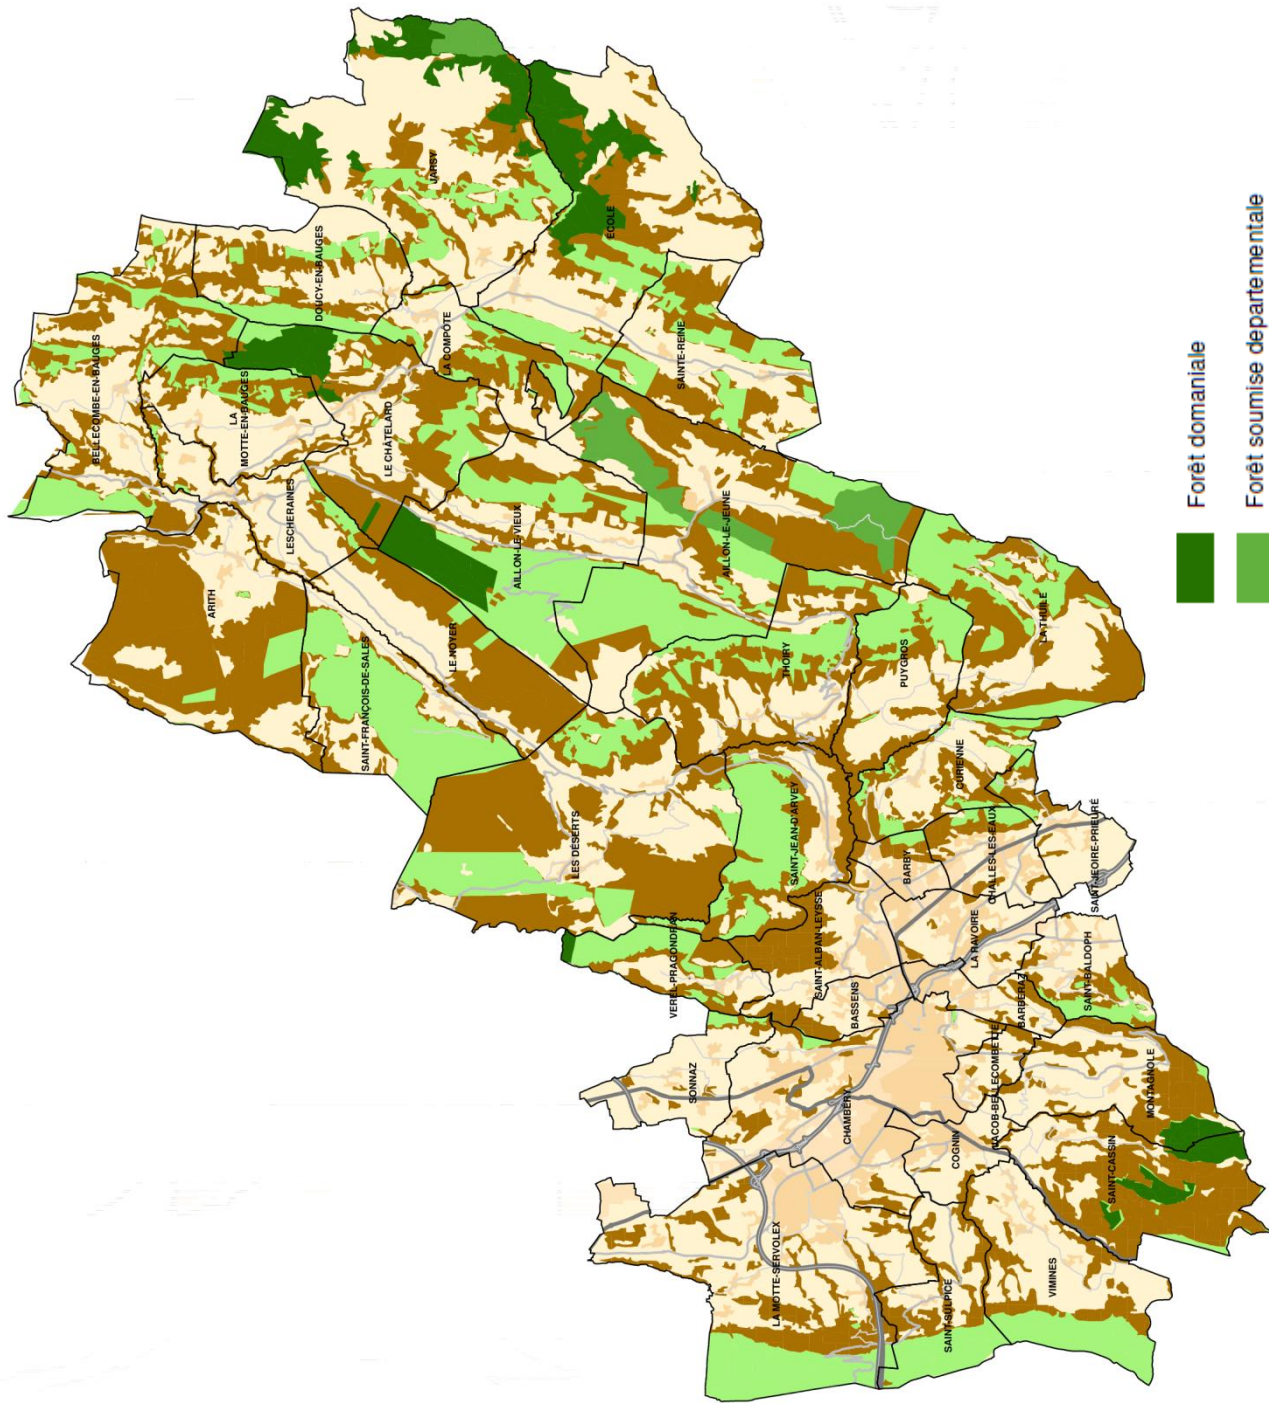 BELLECOMBE-EN-BAUGES
DOUCY-EN-BAUGES
JARSY
ÉCOLE
LA
MOTTE-EN-BAUGES
LA COMPÔTE
SAINTE-REINE
LE CHÂTELARD
LESCHERAINES
ARITH
AILLON-LE-VIEUX
AILLON-LE-JEUNE
LE NOYER
SAINT-FRANÇOIS-DE-SALES
THOIRY
PUYGROS
LA THUILE
LES DÉSERTS
SAINT-JEAN-D'ARVEY
CURIENNE
BARBY
CHALLES-LES-EAUX
SAINT-JEOIRE-PRIEURÉ
VEREL-PRAGONDRAN
SAINT-ALBAN-LEYSSE
BASSENS
LA RAVOIRE
BARBERAZ
SAINT-BALDOPH
SONNAZ
CHAMBÉRY
JACOB-BELLECOMBETTE
MONTAGNOLE
COGNIN
SAINT-CASSIN
LA MOTTE-SERVOLEX
SAINT-SULPICE
VIMINES
Forêt domaniale
Forêt soumise departementale